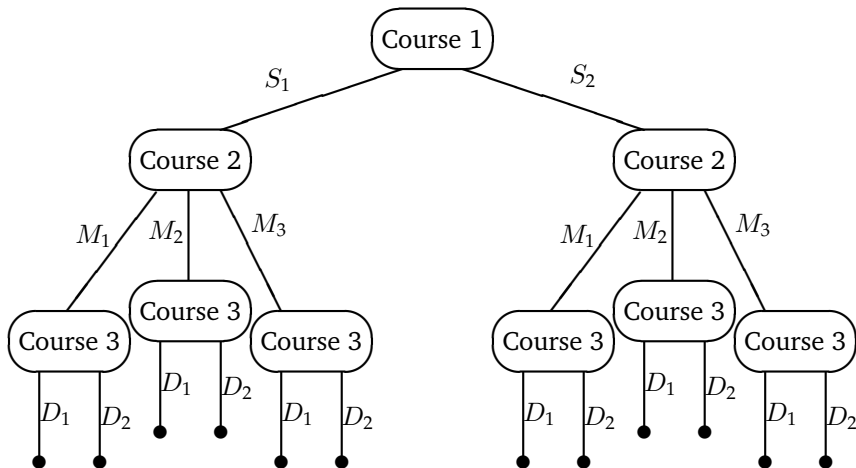 Course 1
S₁ S₂
Course 2 Course 2
M₁ M₂ M₃ M₁ M₂ M₃
Course 3 Course 3 Course 3 Course 3 Course 3 Course 3
D₁ D₂ D₁ D₂ D₁ D₂ D₁ D₂ D₁ D₂ D₁ D₂